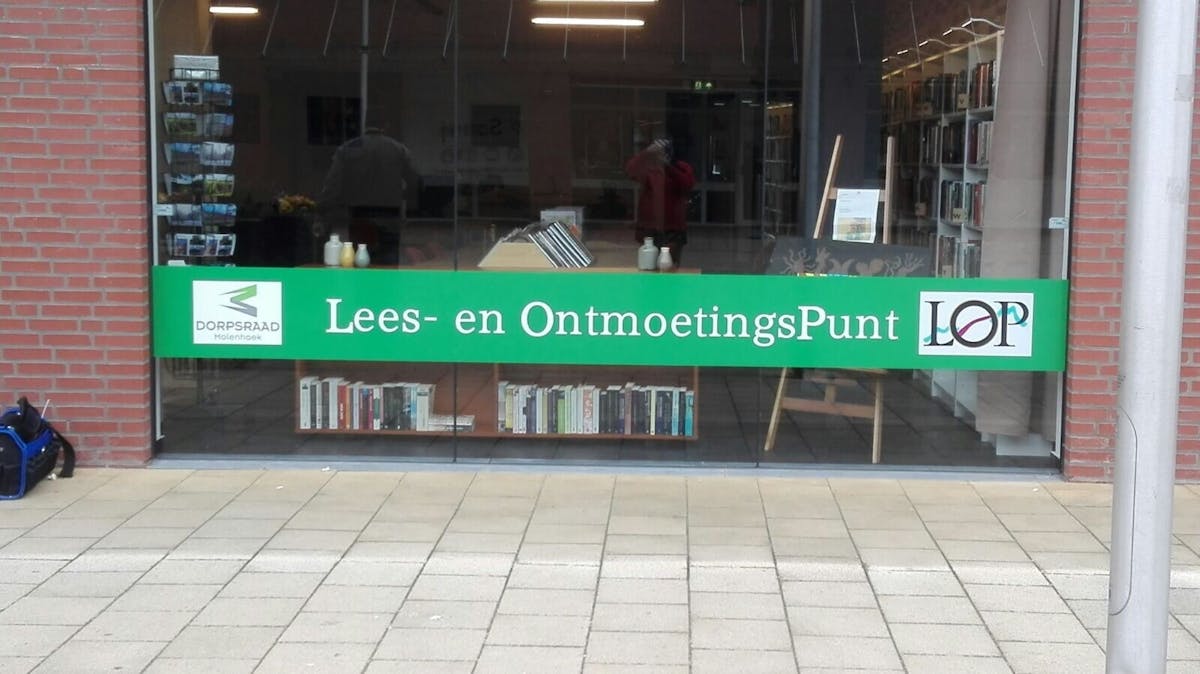 DORPSRAAD
Molenhoek
Lees- en OntmoetingsPunt
LOP